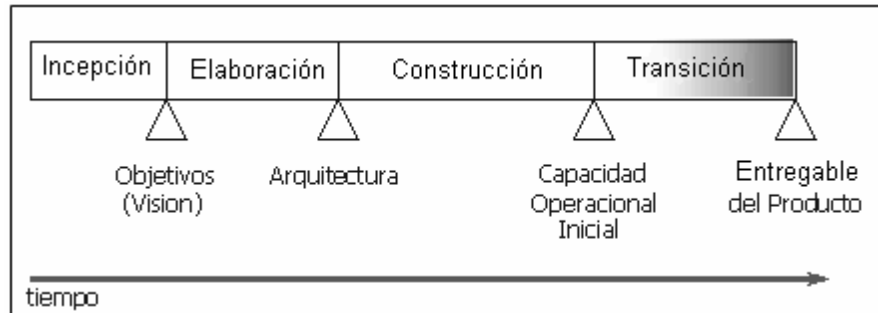 Incepción
Elaboración
Construcción
Transición
Objetivos
(Vision)
Arquitectura
Capacidad
Operacional
Inicial
Entregable
del Producto
tiempo